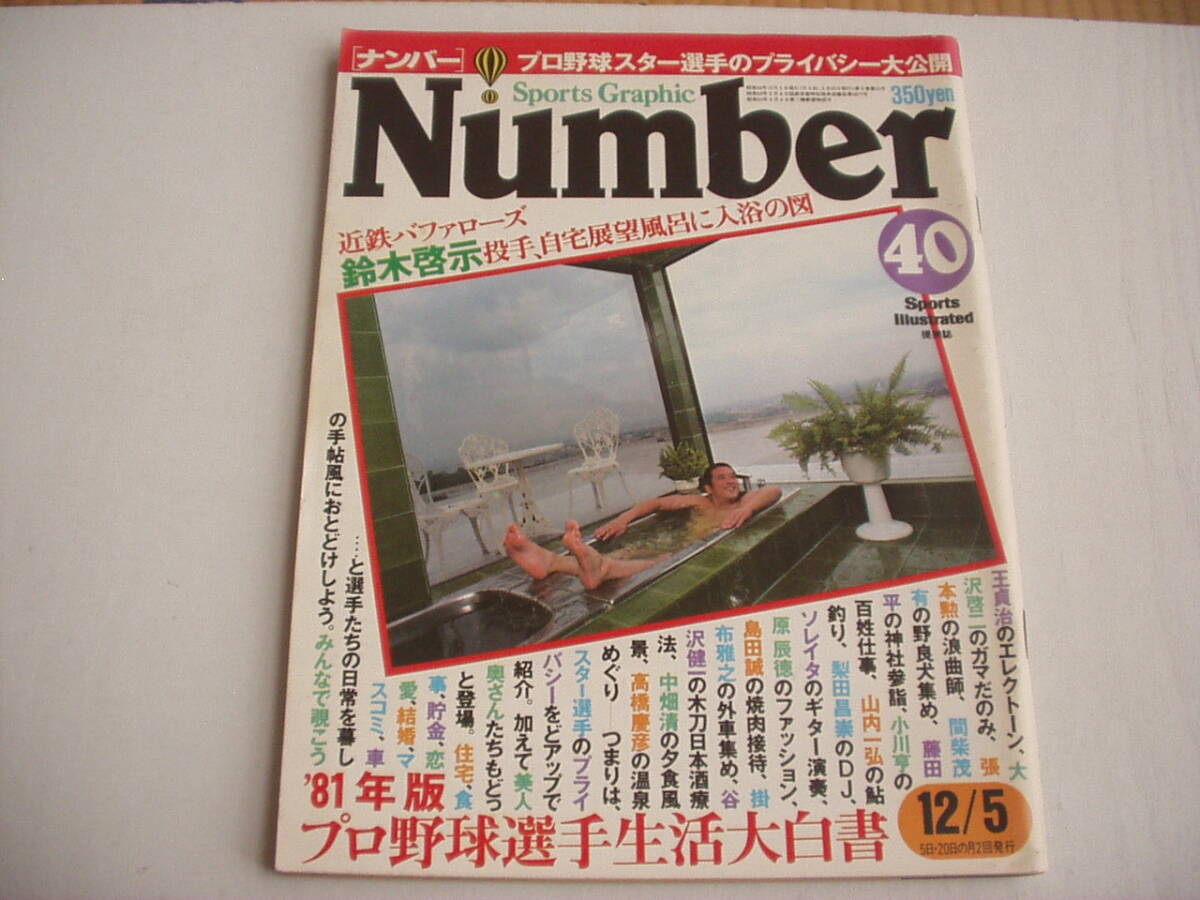 [ナンバー]
プロ野球スター選手のプライバシー大公開
Sports Graphic
350yen
Number
近鉄バファローズ
鈴木啓示投手、自宅展望風呂に入浴の図
40
Sports
Illustrated
提携誌
王貞治のエレクトーン、大
沢啓二のガマだのみ、張
本勲の浪曲師、間柴茂
有の野良犬集め、藤田
平の神社参詣、小川亨の
百姓仕事、山内一弘の鮎
釣り、梨田昌崇のDJ、
ソレイタのギター演奏、
原辰徳のファッション、
島田誠の焼肉接待、掛
布雅之の外車集め、谷
沢健一の木刀日本酒療
法、中畑清の夕食風
景、高橋慶彦の温泉
めぐり──つまりは、
スター選手のプライ
バシーをどアップで
紹介。加えて美人
奥さんたちもどっ
と登場。住宅、食
事、貯金、恋
愛、結婚、マ
スコミ、車
……と選手たちの日常を暮し
の手帖風におとどけしよう。みんなで覗こう
'81年版
プロ野球選手生活大白書
12/5
5日・20日の月2回発行